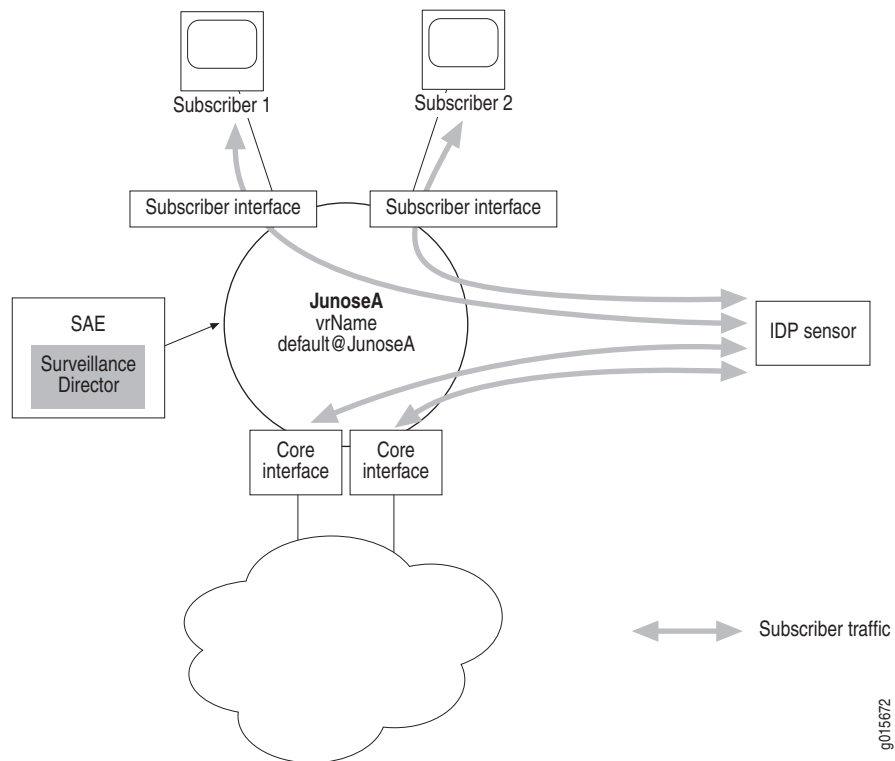 Subscriber 1
Subscriber 2
Subscriber interface
Subscriber interface
JunoseA
vrName
default@JunoseA
SAE
Surveillance
Director
IDP sensor
Core
interface
Core
interface
Subscriber traffic
g015672